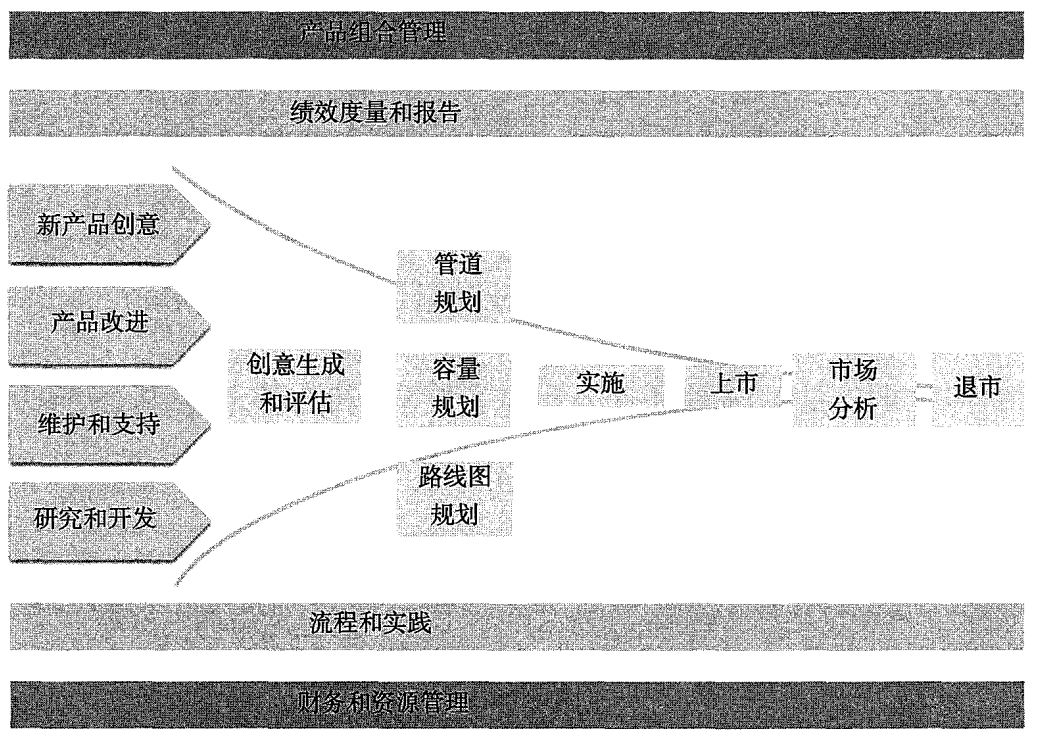 产品组合管理
绩效度量和报告
新产品创意
产品改进
维护和支持
研究和开发
创意生成
和评估
管道
规划
容量
规划
路线图
规划
实施
上市
市场
分析
退市
流程和实践
财务和资源管理